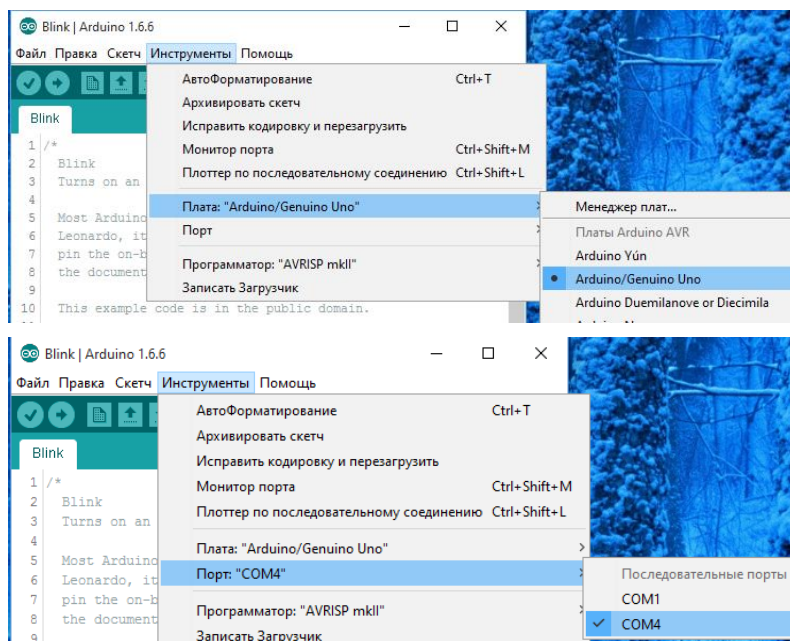 Blink | Arduino 1.6.6
Файл Правка Скетч Инструменты Помощь
АвтоФорматирование Ctrl+T
Архивировать скетч
Исправить кодировку и перезагрузить
Монитор порта Ctrl+Shift+M
Плоттер по последовательному соединению Ctrl+Shift+L
Плата: "Arduino/Genuino Uno"
Порт
Программатор: "AVRISP mkII"
Записать Загрузчик
Менеджер плат...
Платы Arduino AVR
Arduino Yún
Arduino/Genuino Uno
Arduino Duemilanove or Diecimila
Blink
1 /*
2 Blink
3 Turns on an
4
5 Most Arduino
6 Leonardo, it
7 pin the on-b
8 the document
9
10 This example code is in the public domain.
Blink | Arduino 1.6.6
Файл Правка Скетч Инструменты Помощь
АвтоФорматирование Ctrl+T
Архивировать скетч
Исправить кодировку и перезагрузить
Монитор порта Ctrl+Shift+M
Плоттер по последовательному соединению Ctrl+Shift+L
Плата: "Arduino/Genuino Uno"
Порт: "COM4"
Программатор: "AVRISP mkII"
Записать Загрузчик
Последовательные порты
COM1
COM4
Blink
1 /*
2 Blink
3 Turns on an
4
5 Most Arduino
6 Leonardo, it
7 pin the on-b
8 the document
9